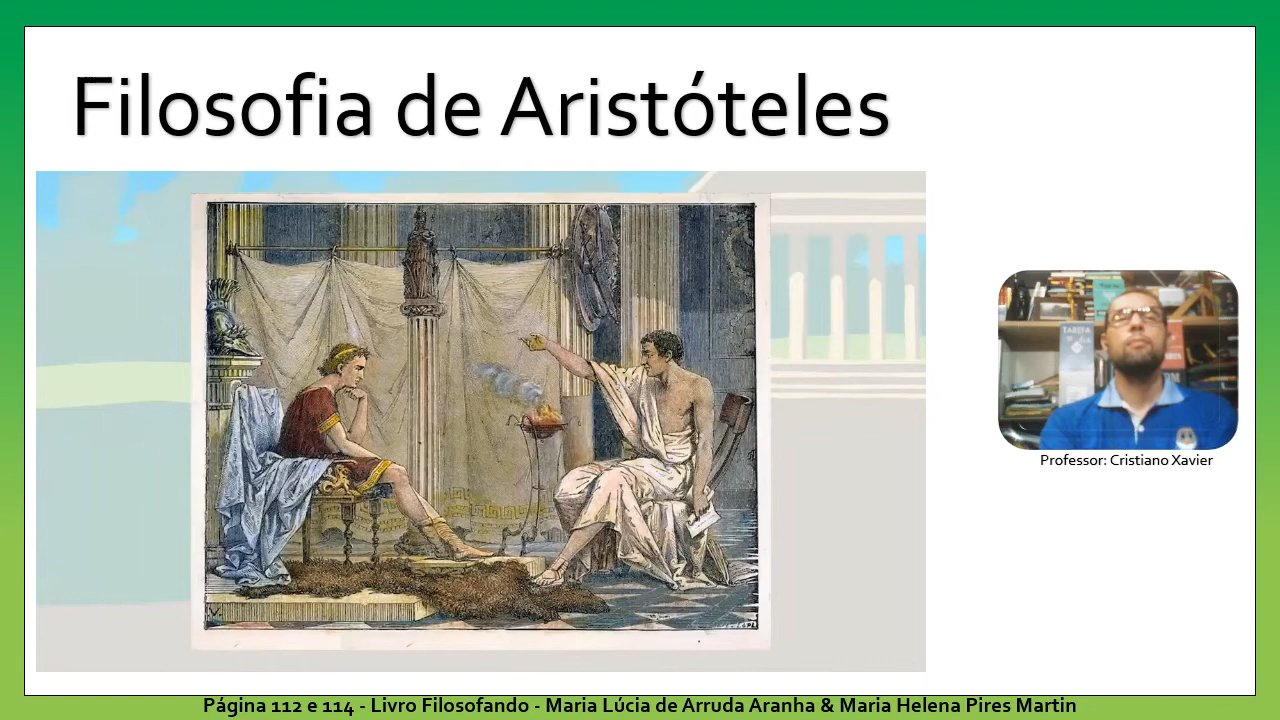 Filosofia de Aristóteles
TAREFA
Professor: Cristiano Xavier
Página 112 e 114 - Livro Filosofando - Maria Lúcia de Arruda Aranha & Maria Helena Pires Martin